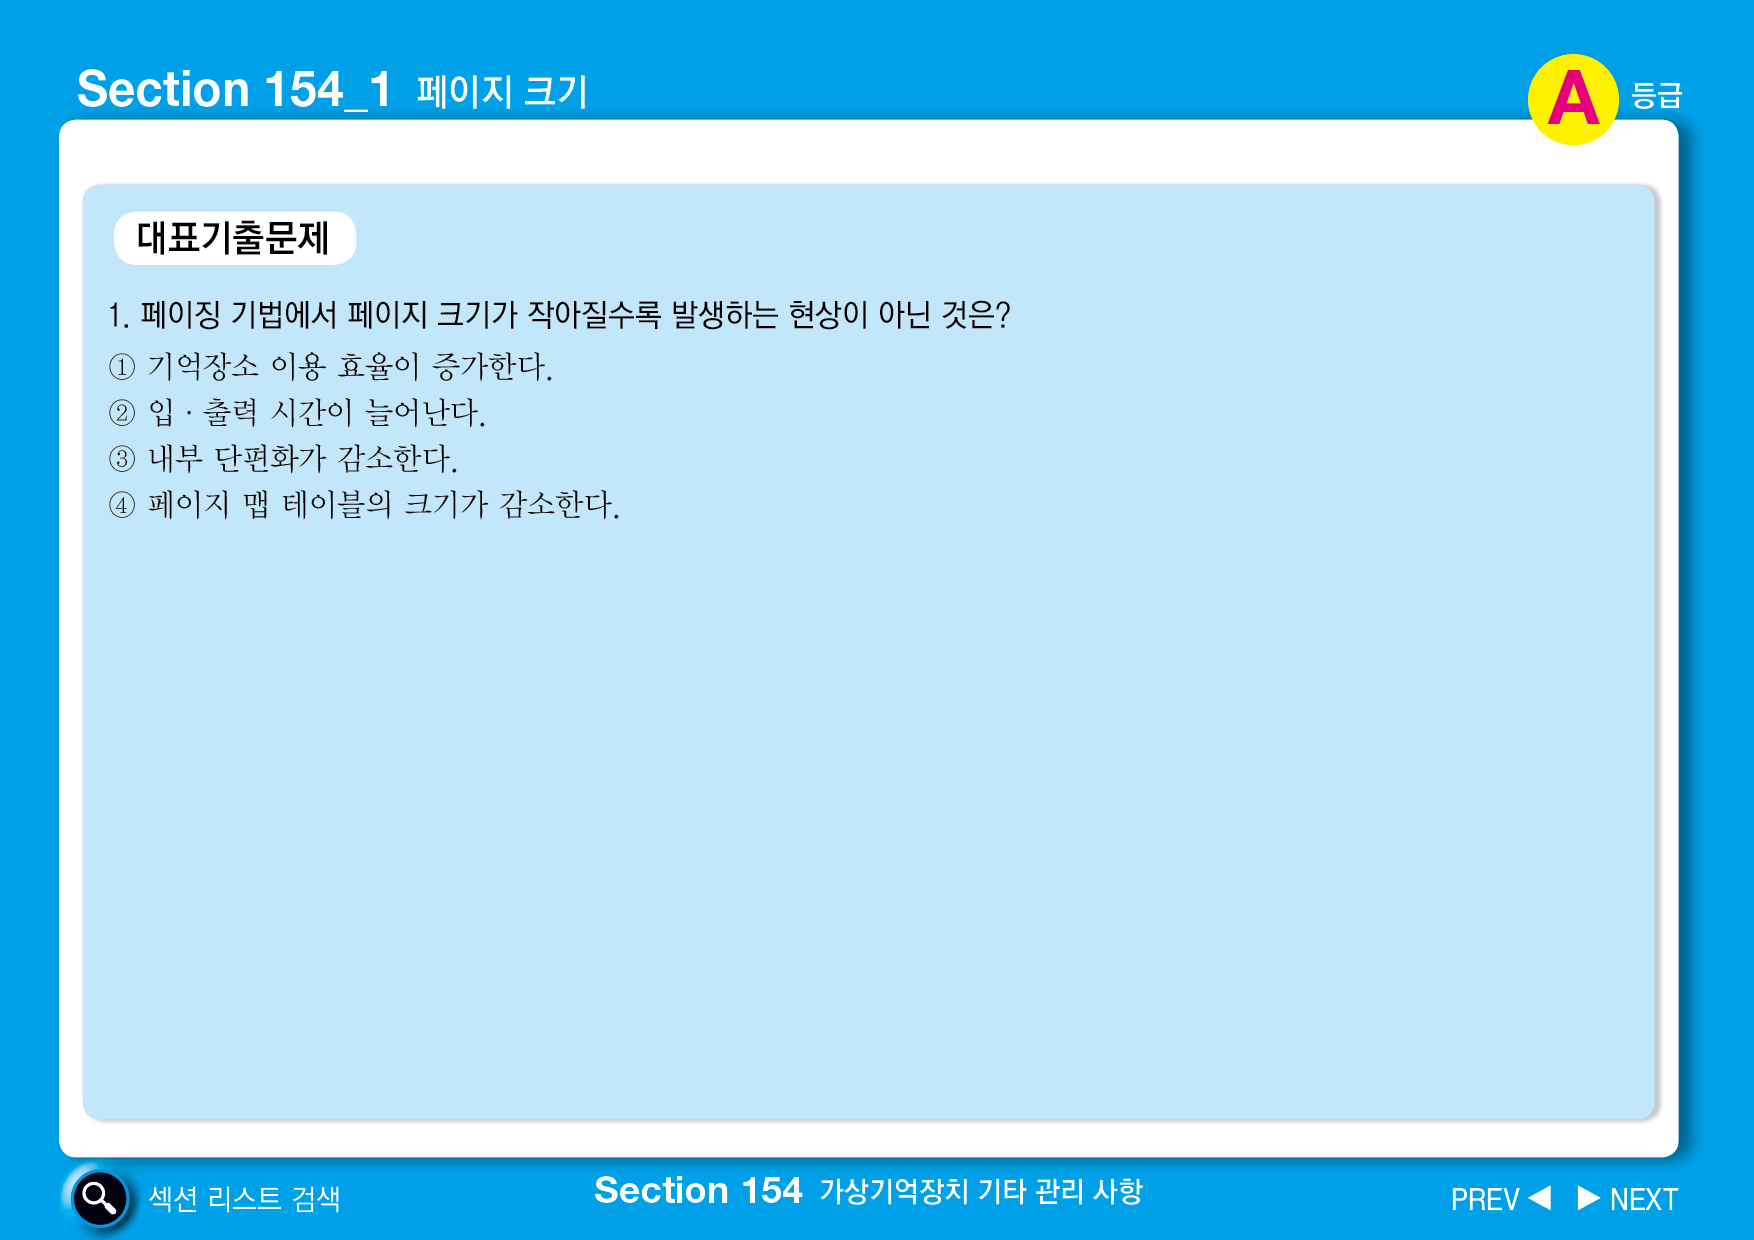 Section 154_1 페이지 크기
A 등급
대표기출문제
1. 페이징 기법에서 페이지 크기가 작아질수록 발생하는 현상이 아닌 것은?
① 기억장소 이용 효율이 증가한다.
② 입 · 출력 시간이 늘어난다.
③ 내부 단편화가 감소한다.
④ 페이지 맵 테이블의 크기가 감소한다.
섹션 리스트 검색
Section 154 가상기억장치 기타 관리 사항
PREV ◀ ▶ NEXT